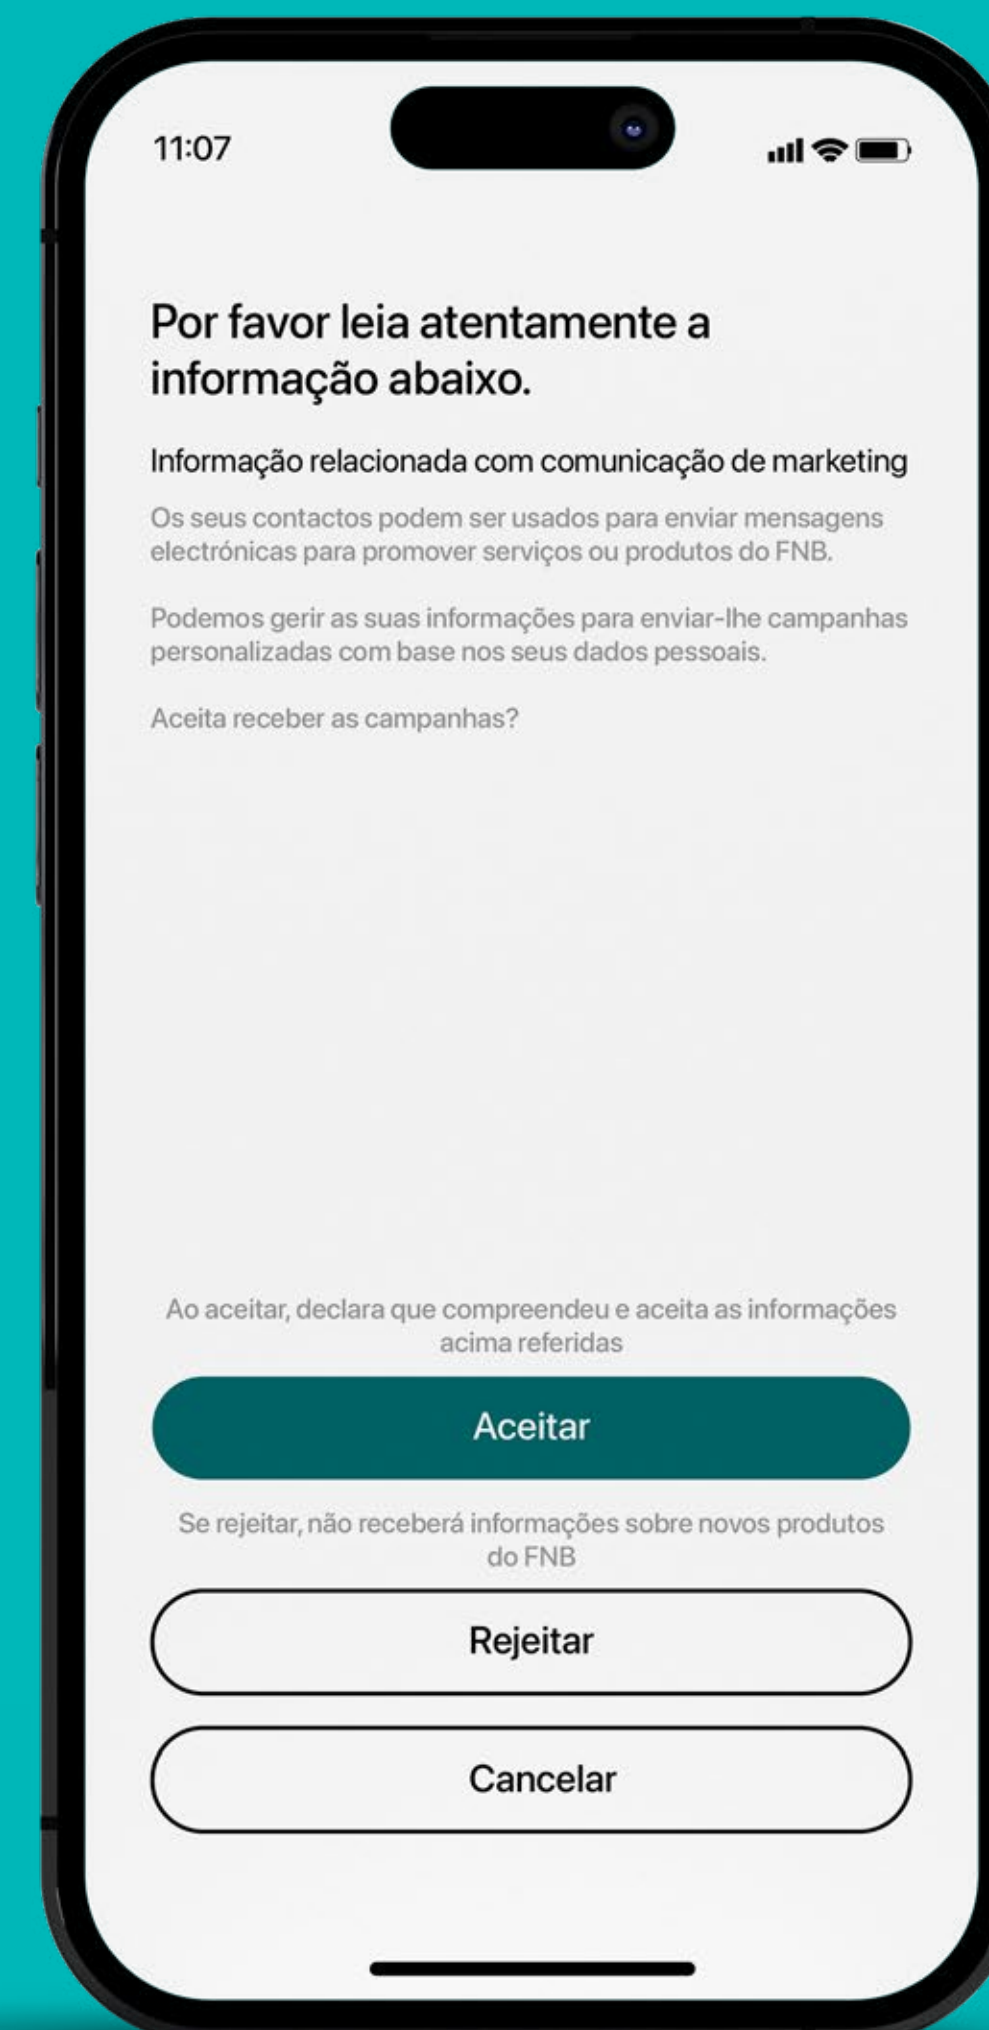 11:07
Por favor leia atentamente a
informação abaixo.
Informação relacionada com comunicação de marketing
Os seus contactos podem ser usados para enviar mensagens
electrónicas para promover serviços ou produtos do FNB.
Podemos gerir as suas informações para enviar-lhe campanhas
personalizadas com base nos seus dados pessoais.
Aceita receber as campanhas?
Ao aceitar, declara que compreendeu e aceita as informações
acima referidas
Aceitar
Se rejeitar, não receberá informações sobre novos produtos
do FNB
Rejeitar
Cancelar